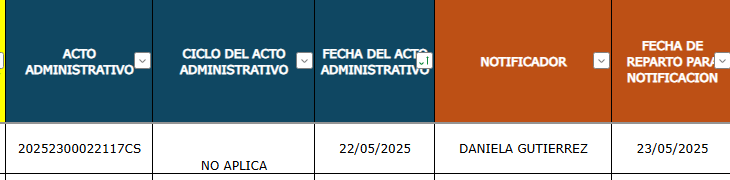 ACTO
ADMINISTRATIVO
CICLO DEL ACTO
ADMINISTRATIVO
FECHA DEL ACTO
ADMINISTRATIVO
NOTIFICADOR
FECHA DE
REPARTO PARA
NOTIFICACION
20252300022117CS
NO APLICA
22/05/2025
DANIELA GUTIERREZ
23/05/2025